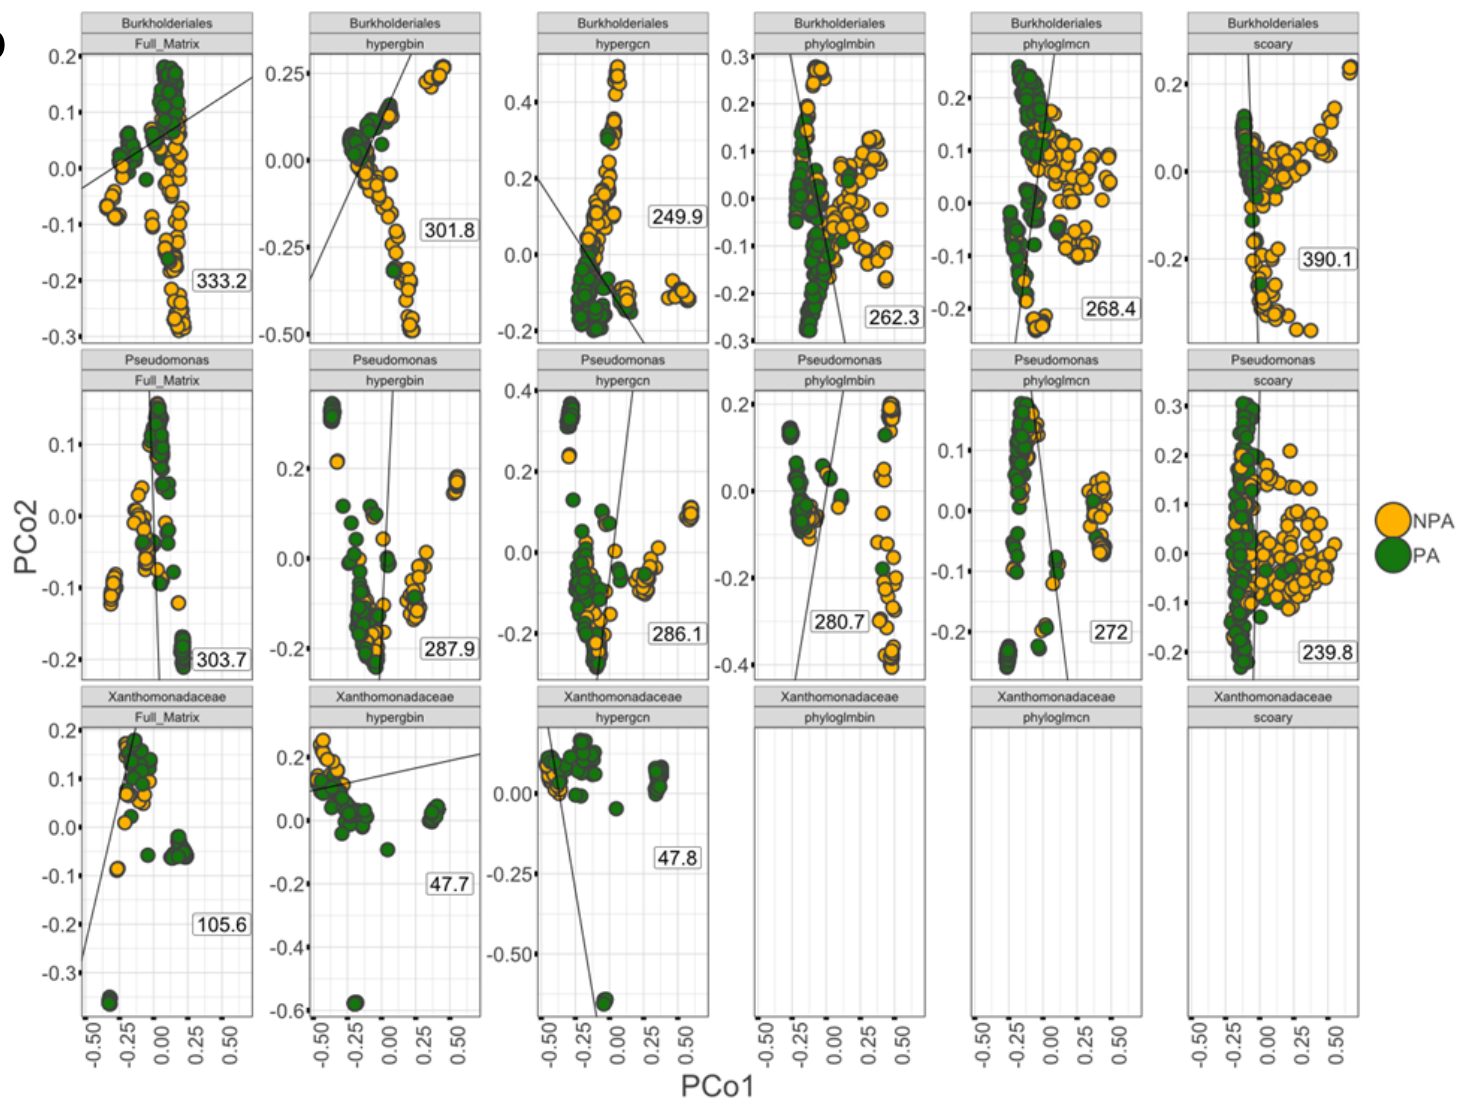 Burkholderiales Burkholderiales Burkholderiales Burkholderiales Burkholderiales Burkholderiales
Full_Matrix hypergbin hypergcn phyloglmbin phyloglmcn scoary
0.2 0.1 0.0 -0.1 -0.2 -0.3
333.2
0.25 0.00 -0.25 -0.50
301.8
0.4 0.2 0.0 -0.2
249.9
0.3 0.2 0.1 0.0 -0.1 -0.2 -0.3
262.3
0.2 0.1 0.0 -0.1 -0.2
268.4
0.2 0.0 -0.2
390.1
Pseudomonas Pseudomonas Pseudomonas Pseudomonas Pseudomonas Pseudomonas
Full_Matrix hypergbin hypergcn phyloglmbin phyloglmcn scoary
0.1 0.0 -0.1 -0.2
303.7
0.2 0.0 -0.2
287.9
0.4 0.2 0.0 -0.2
286.1
0.2 0.0 -0.2 -0.4
280.7
0.1 0.0 -0.1 -0.2
272
0.3 0.2 0.1 0.0 -0.1 -0.2
239.8
Xanthomonadaceae Xanthomonadaceae Xanthomonadaceae Xanthomonadaceae Xanthomonadaceae Xanthomonadaceae
Full_Matrix hypergbin hypergcn phyloglmbin phyloglmcn scoary
0.2 0.1 0.0 -0.1 -0.2 -0.3
105.6
0.2 0.0 -0.2 -0.4 -0.6
47.7
0.00 -0.25 -0.50
47.8
-0.50 -0.25 0.00 0.25 0.50
-0.50 -0.25 0.00 0.25 0.50
-0.50 -0.25 0.00 0.25 0.50
-0.50 -0.25 0.00 0.25 0.50
-0.50 -0.25 0.00 0.25 0.50
-0.50 -0.25 0.00 0.25 0.50
PCo2
PCo1
NPA
PA